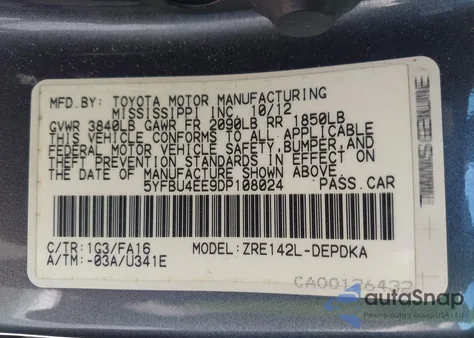 MFD.BY: TOYOTA MOTOR MANUFACTURING
MISSISSIPPI INC. 10/12
GVWR 3840LB GAWR FR 2090LB RR 1850LB
THIS VEHICLE CONFORMS TO ALL APPLICABLE
FEDERAL MOTOR VEHICLE SAFETY, BUMPER, AND
THEFT PREVENTION STANDARDS IN EFFECT ON
THE DATE OF MANUFACTURE SHOWN ABOVE.
5YFBU4EE9DP108024 PASS.CAR
C/TR:1G3/FA16 MODEL:ZRE142L-DEPDKA
A/TM:-03A/U341E
CA00136432
autoSnap